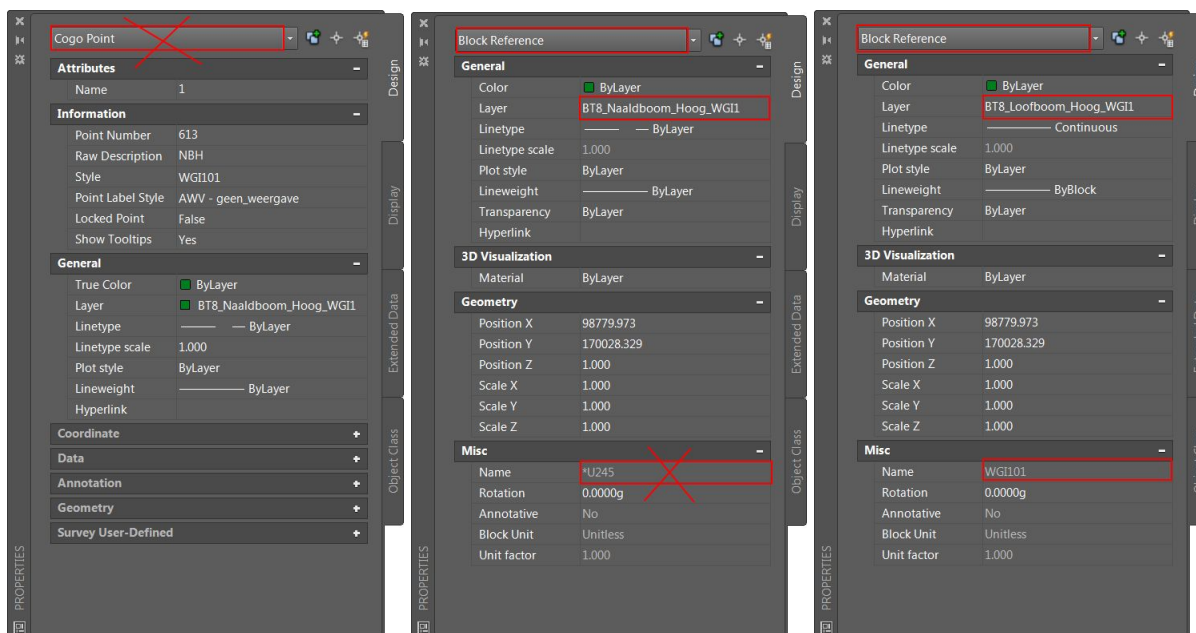 Cogo Point
Attributes
Name 1
Information
Point Number 613
Raw Description NBH
Style WGI101
Point Label Style AWV - geen_weergave
Locked Point False
Show Tooltips Yes
General
True Color ByLayer
Layer BT8_Naaldboom_Hoog_WGI1
Linetype ByLayer
Linetype scale 1.000
Plot style ByLayer
Lineweight ByLayer
Hyperlink
Coordinate
Data
Annotation
Geometry
Survey User-Defined
Design
Display
Extended Data
Object Class
PROPERTIES
Block Reference
General
Color ByLayer
Layer BT8_Naaldboom_Hoog_WGI1
Linetype ByLayer
Linetype scale 1.000
Plot style ByLayer
Lineweight ByLayer
Transparency ByLayer
Hyperlink
3D Visualization
Material ByLayer
Geometry
Position X 98779.973
Position Y 170028.329
Position Z 1.000
Scale X 1.000
Scale Y 1.000
Scale Z 1.000
Misc
Name *U245
Rotation 0.0000g
Annotative No
Block Unit Unitless
Unit factor 1.000
Design
Display
Extended Data
Object Class
PROPERTIES
Block Reference
General
Color ByLayer
Layer BT8_Loofboom_Hoog_WGI1
Linetype Continuous
Linetype scale 1.000
Plot style ByLayer
Lineweight ByBlock
Transparency ByLayer
Hyperlink
3D Visualization
Material ByLayer
Geometry
Position X 98779.973
Position Y 170028.329
Position Z 1.000
Scale X 1.000
Scale Y 1.000
Scale Z 1.000
Misc
Name WGI101
Rotation 0.0000g
Annotative No
Block Unit Unitless
Unit factor 1.000
PROPERTIES